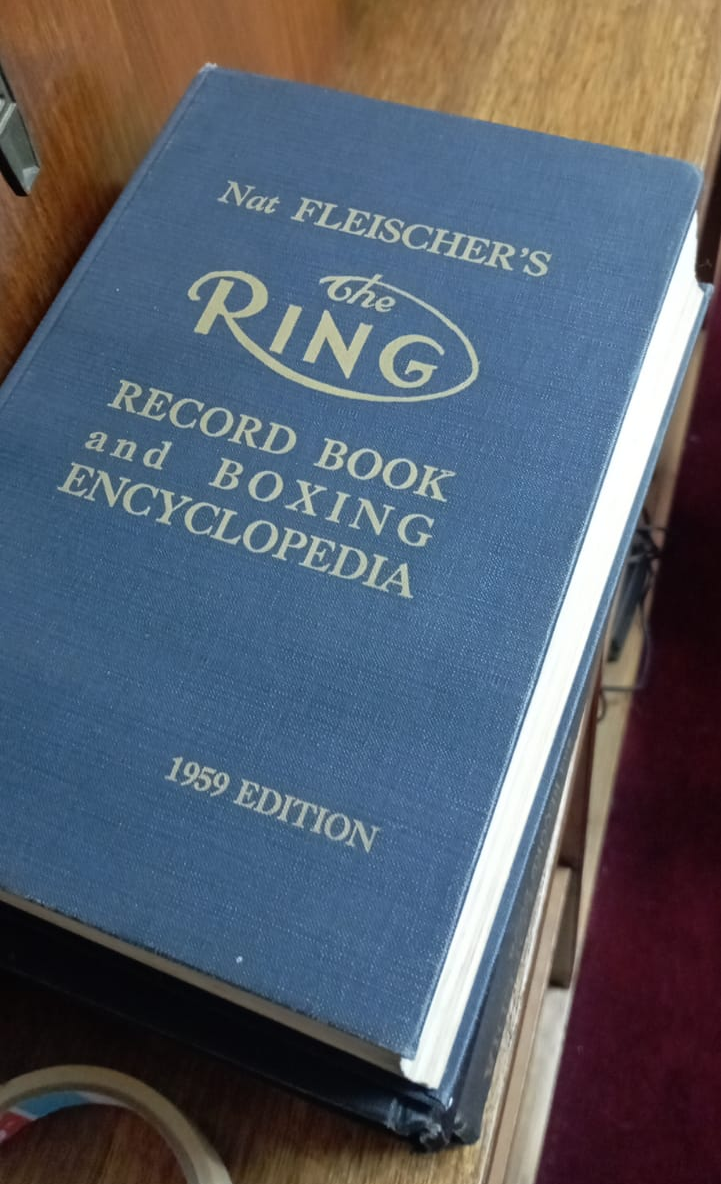 Nat FLEISCHER'S
The
RING
RECORD BOOK
and BOXING
ENCYCLOPEDIA
1959 EDITION